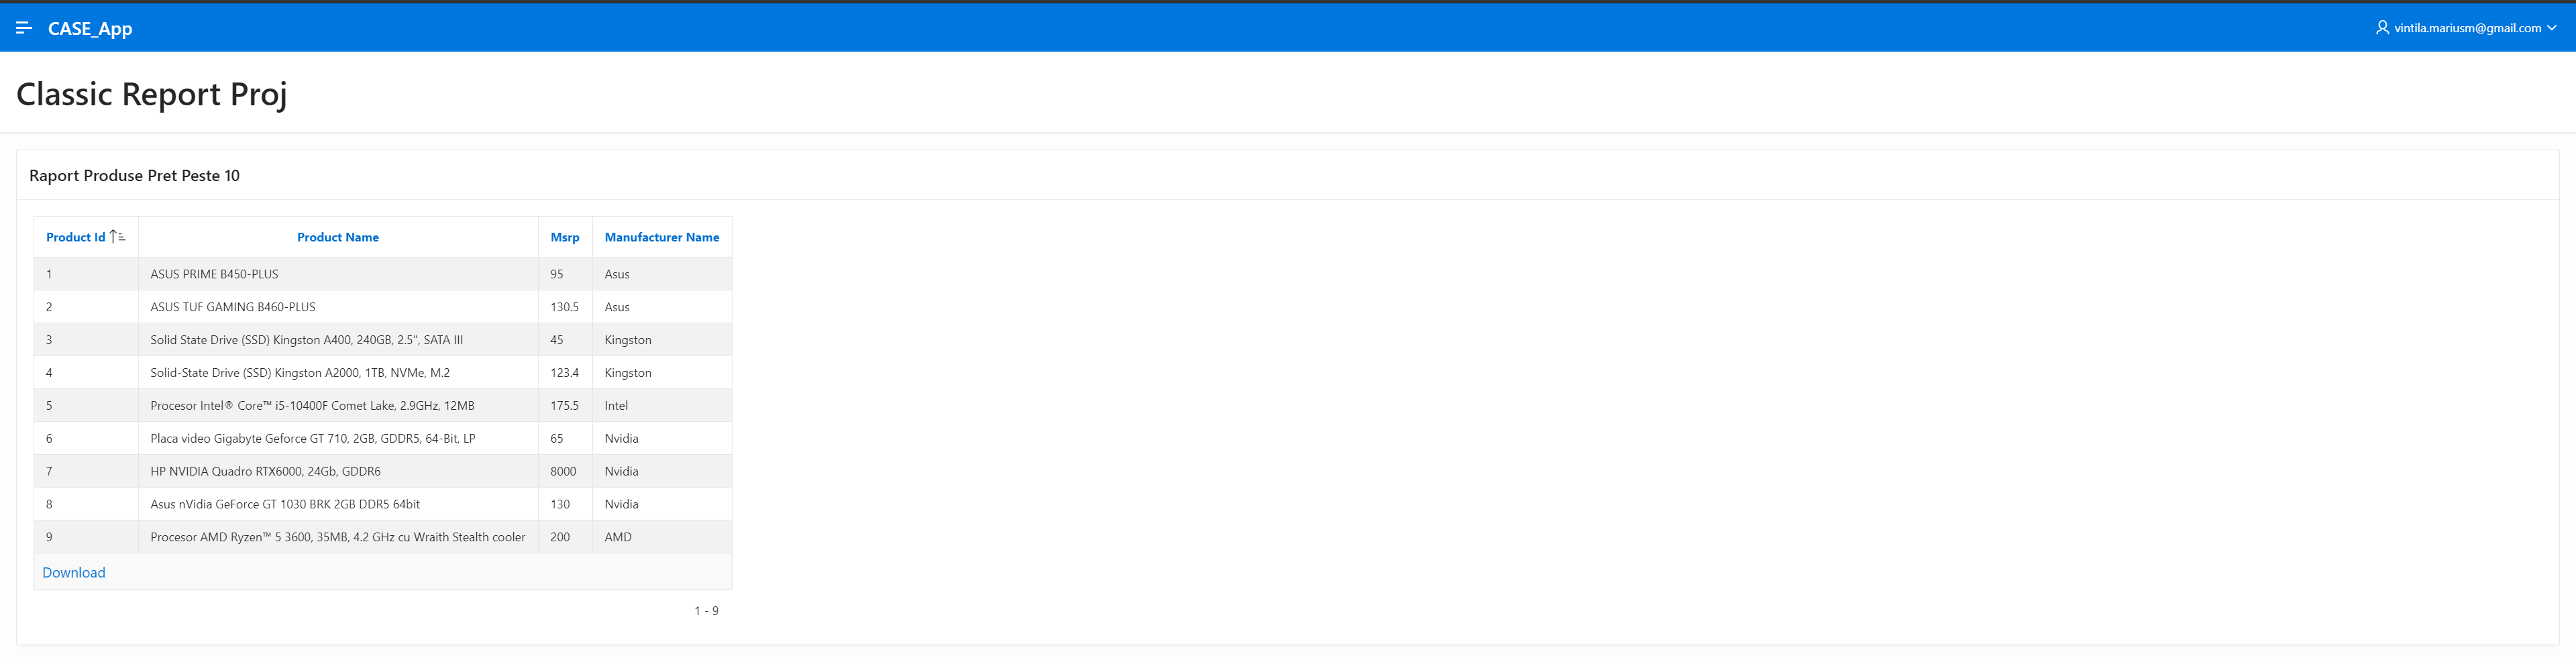 CASE_App
vintila.mariusm@gmail.com
Classic Report Proj
Raport Produse Pret Peste 10
Product Id Product Name Msrp Manufacturer Name
1 ASUS PRIME B450-PLUS 95 Asus
2 ASUS TUF GAMING B460-PLUS 130.5 Asus
3 Solid State Drive (SSD) Kingston A400, 240GB, 2.5", SATA III 45 Kingston
4 Solid-State Drive (SSD) Kingston A2000, 1TB, NVMe, M.2 123.4 Kingston
5 Procesor Intel® Core™ i5-10400F Comet Lake, 2.9GHz, 12MB 175.5 Intel
6 Placa video Gigabyte Geforce GT 710, 2GB, GDDR5, 64-Bit, LP 65 Nvidia
7 HP NVIDIA Quadro RTX6000, 24Gb, GDDR6 8000 Nvidia
8 Asus nVidia GeForce GT 1030 BRK 2GB DDR5 64bit 130 Nvidia
9 Procesor AMD Ryzen™ 5 3600, 35MB, 4.2 GHz cu Wraith Stealth cooler 200 AMD
Download
1 - 9